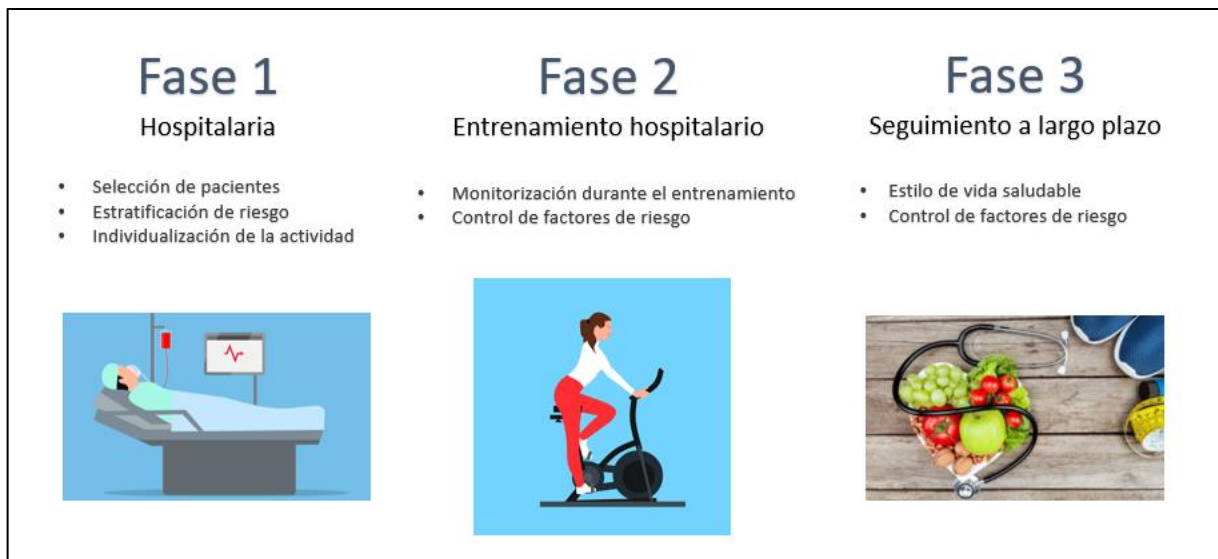 Fase 1
Hospitalaria
• Selección de pacientes
• Estratificación de riesgo
• Individualización de la actividad
Fase 2
Entrenamiento hospitalario
• Monitorización durante el entrenamiento
• Control de factores de riesgo
Fase 3
Seguimiento a largo plazo
• Estilo de vida saludable
• Control de factores de riesgo